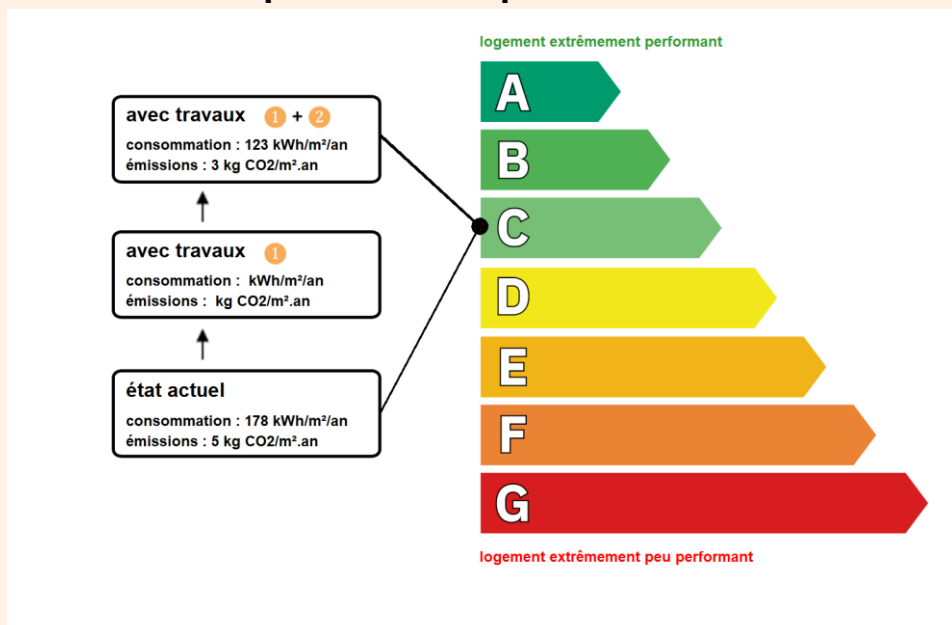 logement extrêmement performant
avec travaux 1 + 2
consommation : 123 kWh/m²/an
émissions : 3 kg CO2/m².an
avec travaux 1
consommation : kWh/m²/an
émissions : kg CO2/m².an
état actuel
consommation : 178 kWh/m²/an
émissions : 5 kg CO2/m².an
A
B
C
D
E
F
G
logement extrêmement peu performant